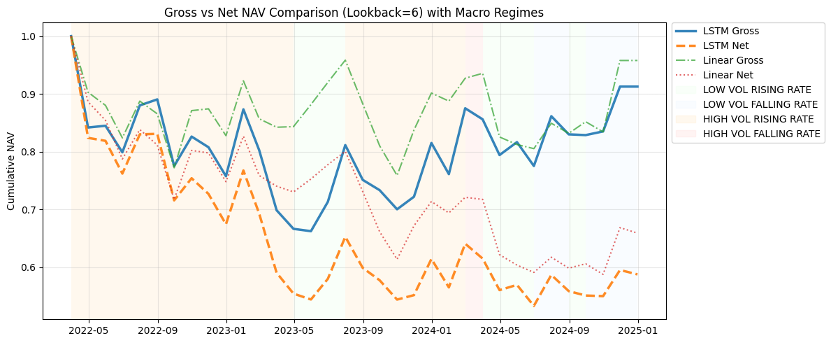 Gross vs Net NAV Comparison (Lookback=6) with Macro Regimes
Cumulative NAV
1.0
0.9
0.8
0.7
0.6
2022-05
2022-09
2023-01
2023-05
2023-09
2024-01
2024-05
2024-09
2025-01
LSTM Gross
LSTM Net
Linear Gross
Linear Net
LOW VOL RISING RATE
LOW VOL FALLING RATE
HIGH VOL RISING RATE
HIGH VOL FALLING RATE